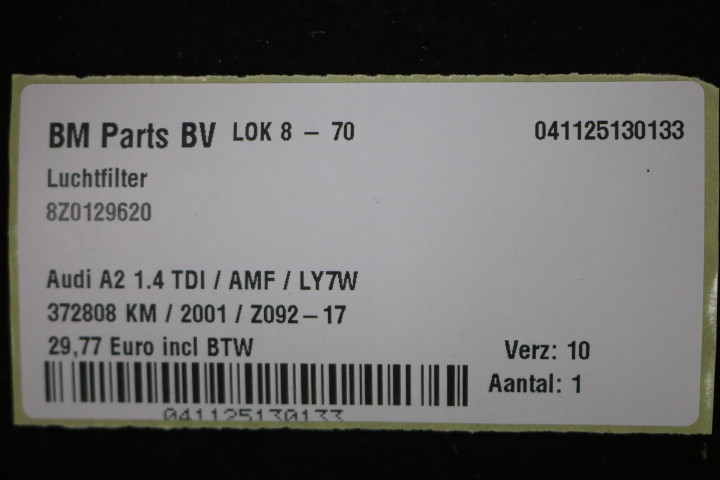 BM Parts BV LOK 8 - 70 041125130133
Luchtfilter
8Z0129620
Audi A2 1.4 TDI / AMF / LY7W
372808 KM / 2001 / Z092-17
29,77 Euro incl BTW Verz: 10
Aantal: 1
041125130133